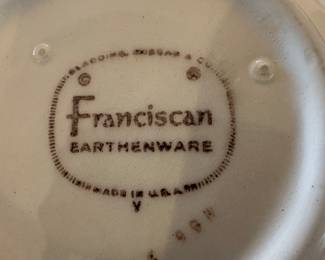 GLADDING, McBEAN & CO.
Franciscan
EARTHENWARE
MADE IN U.S.A.
V